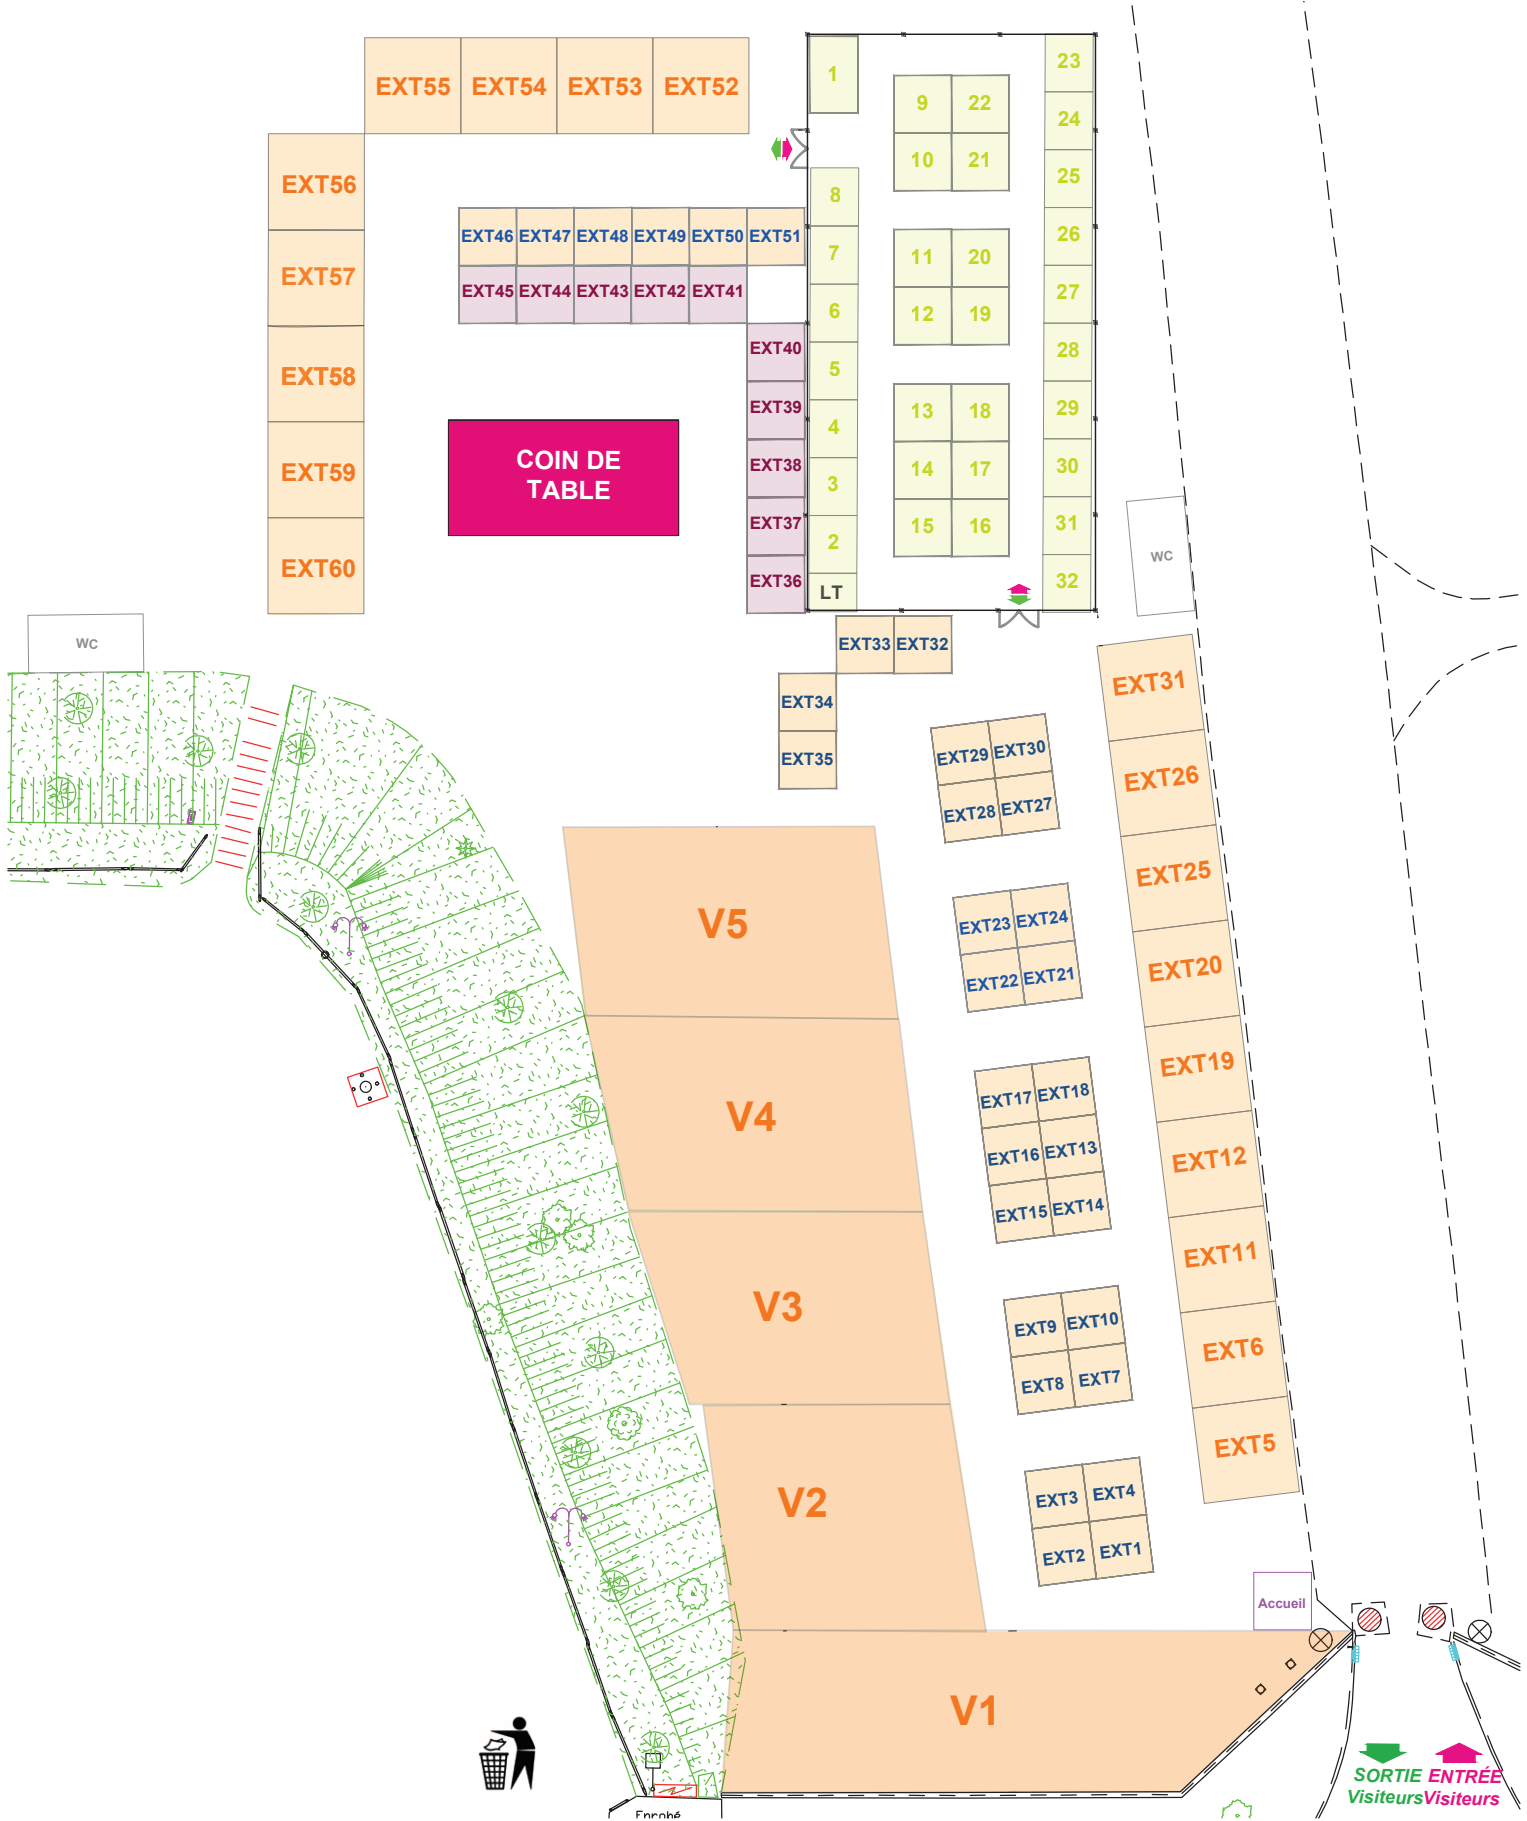 EXT55 EXT54 EXT53 EXT52
1
23
9 22
24
10 21
EXT56
25
8
EXT46 EXT47 EXT48 EXT49 EXT50 EXT51
26
7
11 20
EXT57
EXT45 EXT44 EXT43 EXT42 EXT41
27
6
12 19
EXT40
28
5
EXT58
EXT39
29
13 18
4
COIN DE
TABLE
EXT38
30
14 17
EXT59
3
EXT37
31
15 16
2
WC
EXT60
EXT36
LT
32
WC
EXT33 EXT32
EXT31
EXT34
EXT29 EXT30
EXT35
EXT26
EXT28 EXT27
EXT25
V5
EXT23 EXT24
EXT20
EXT22 EXT21
EXT19
V4
EXT17 EXT18
EXT16 EXT13
EXT12
EXT15 EXT14
EXT11
V3
EXT9 EXT10
EXT6
EXT8 EXT7
EXT5
V2
EXT3 EXT4
EXT2 EXT1
Accueil
V1
SORTIE ENTRÉE
Visiteurs Visiteurs
Enrobé